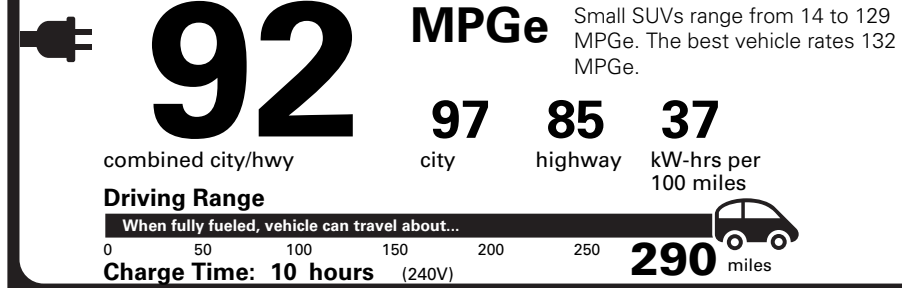 92
MPGe
Small SUVs range from 14 to 129
MPGe. The best vehicle rates 132
MPGe.
combined city/hwy
97
city
85
highway
37
kW-hrs per
100 miles
Driving Range
When fully fueled, vehicle can travel about...
0 50 100 150 200 250 290 miles
Charge Time: 10 hours (240V)